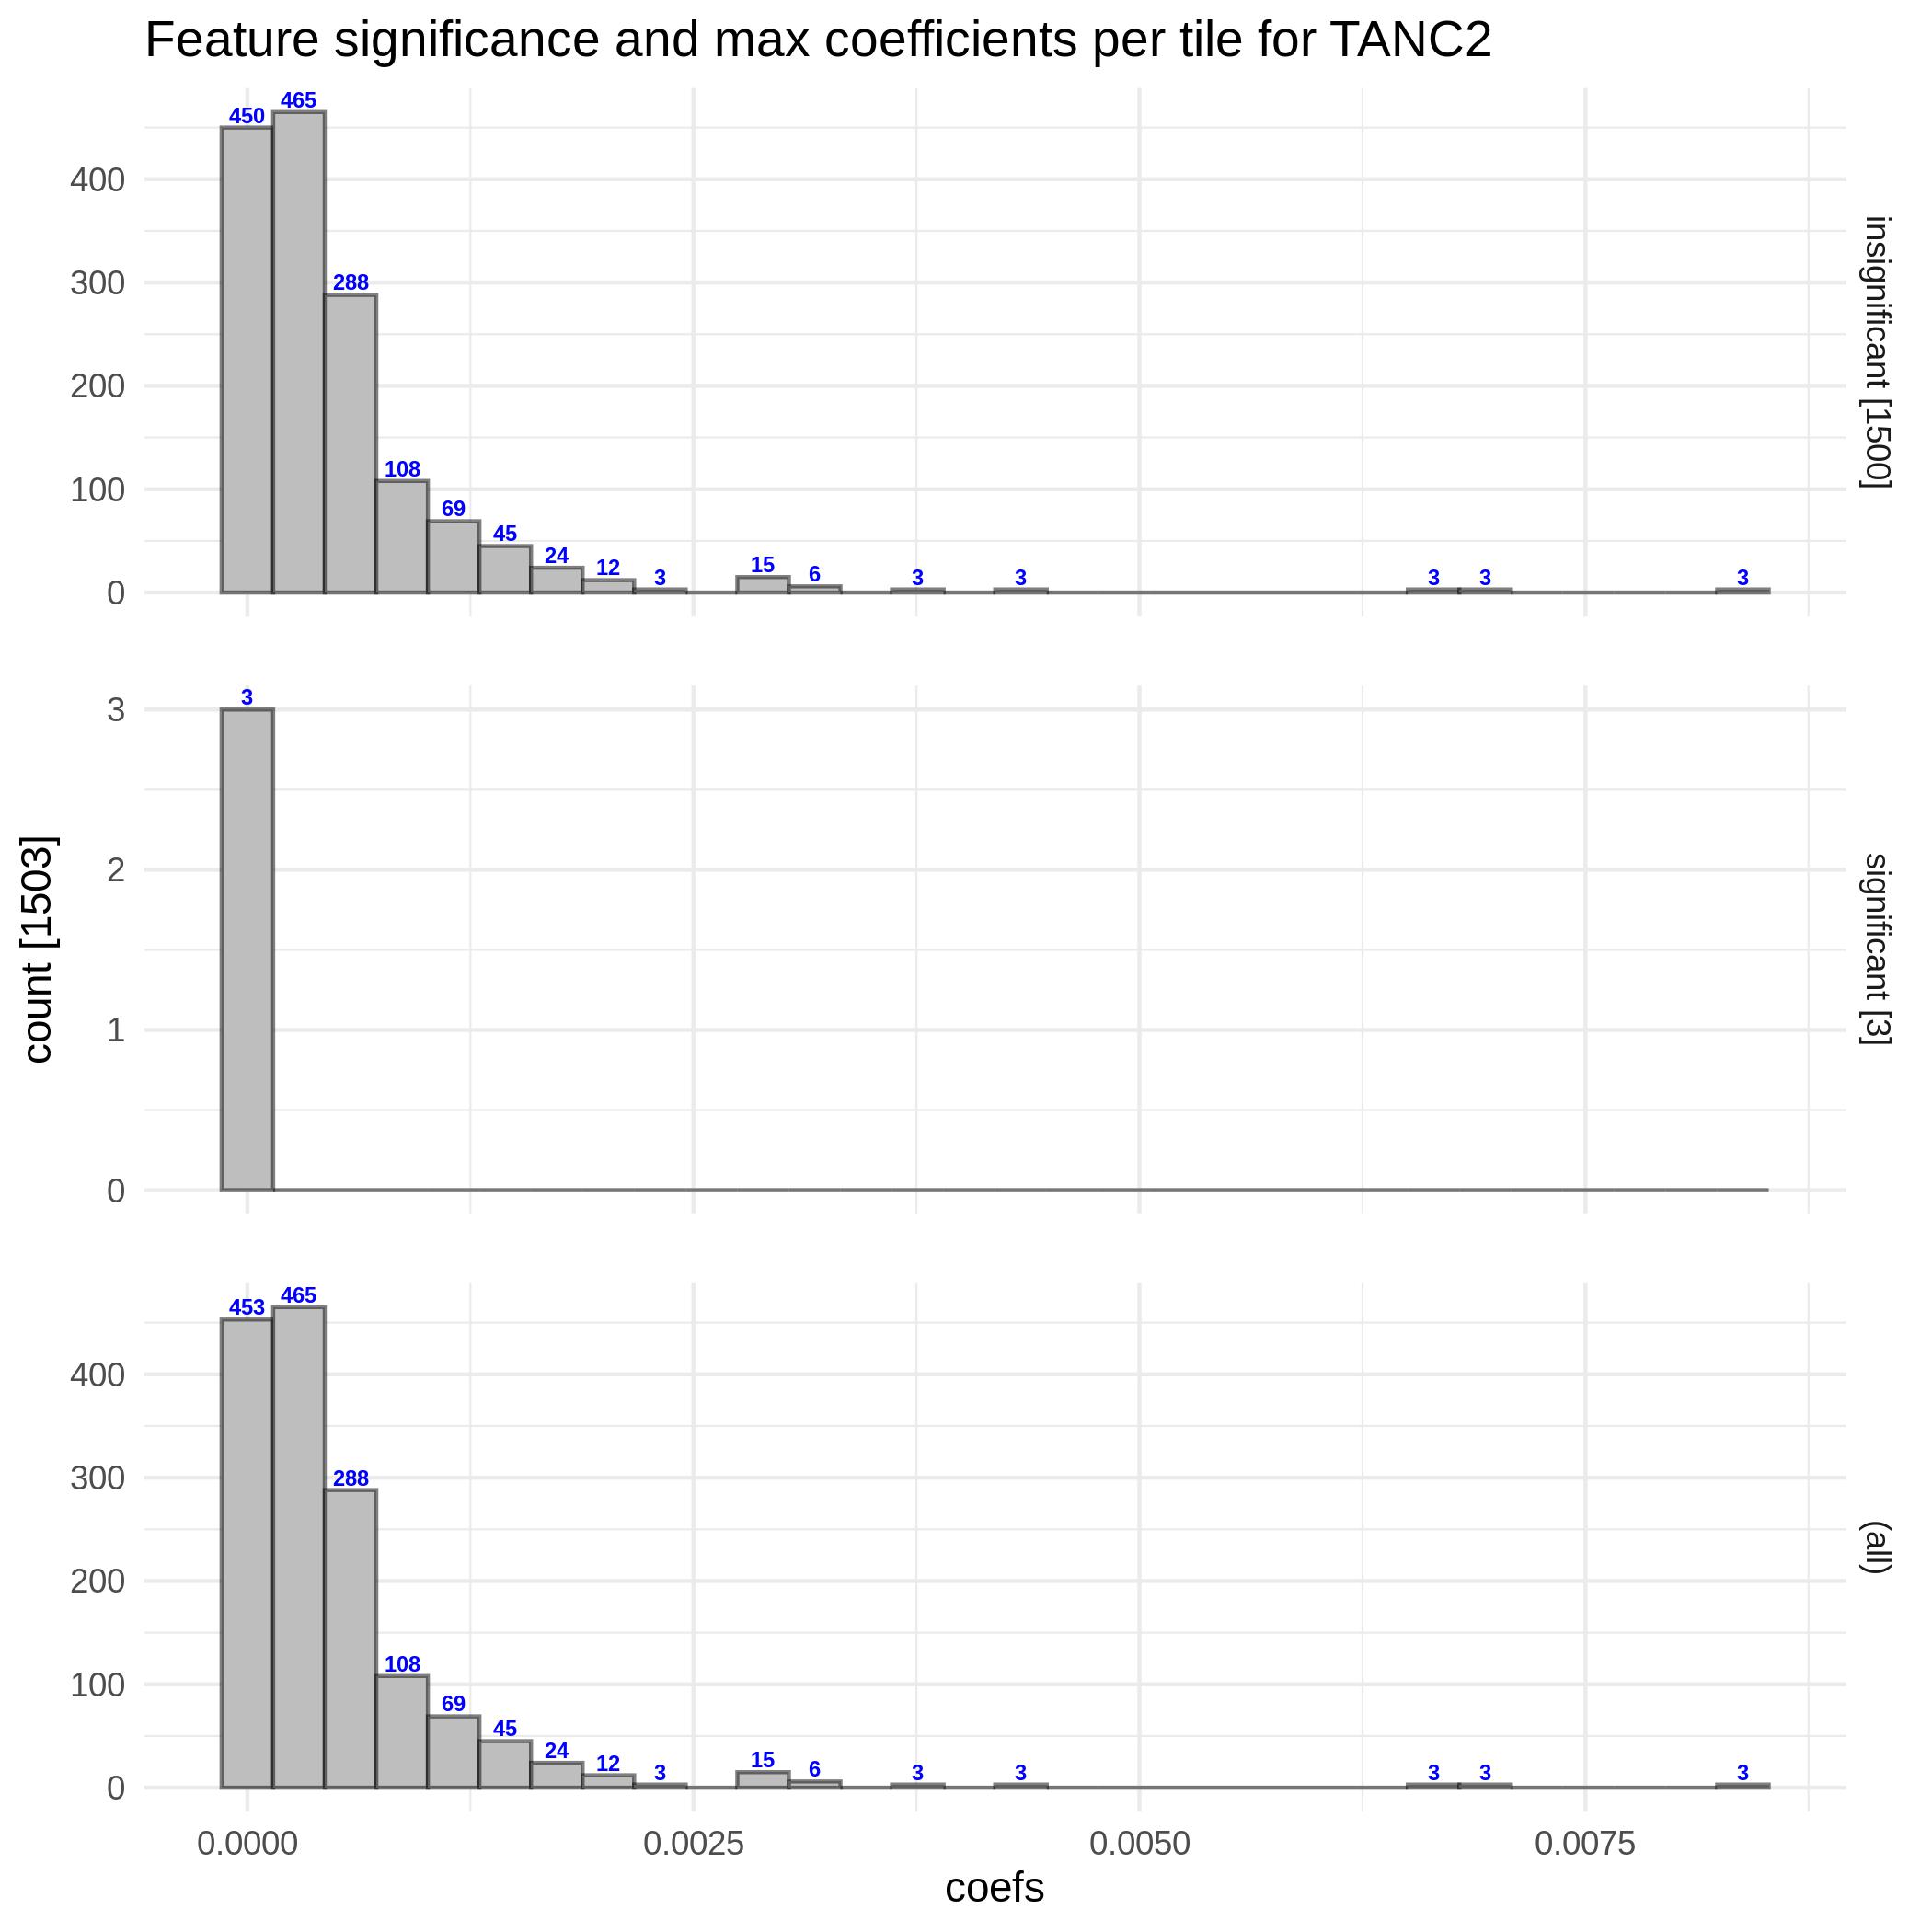 Feature significance and max coefficients per tile for TANC2
450 465 288 108 69 45 24 12 3 15 6 3 3 3 3 3
400
300
200
100
0
insignificant [1500]
3
3
2
1
0
significant [3]
count [1503]
453 465 288 108 69 45 24 12 3 15 6 3 3 3 3 3
400
300
200
100
0
(all)
0.0000 0.0025 0.0050 0.0075
coefs